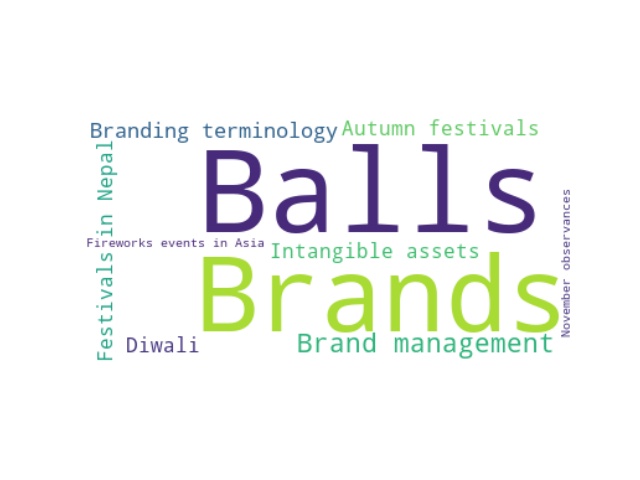 Branding terminology
Autumn festivals
Balls
Festivals in Nepal
Fireworks events in Asia
Intangible assets
November observances
Brands
Diwali
Brand management